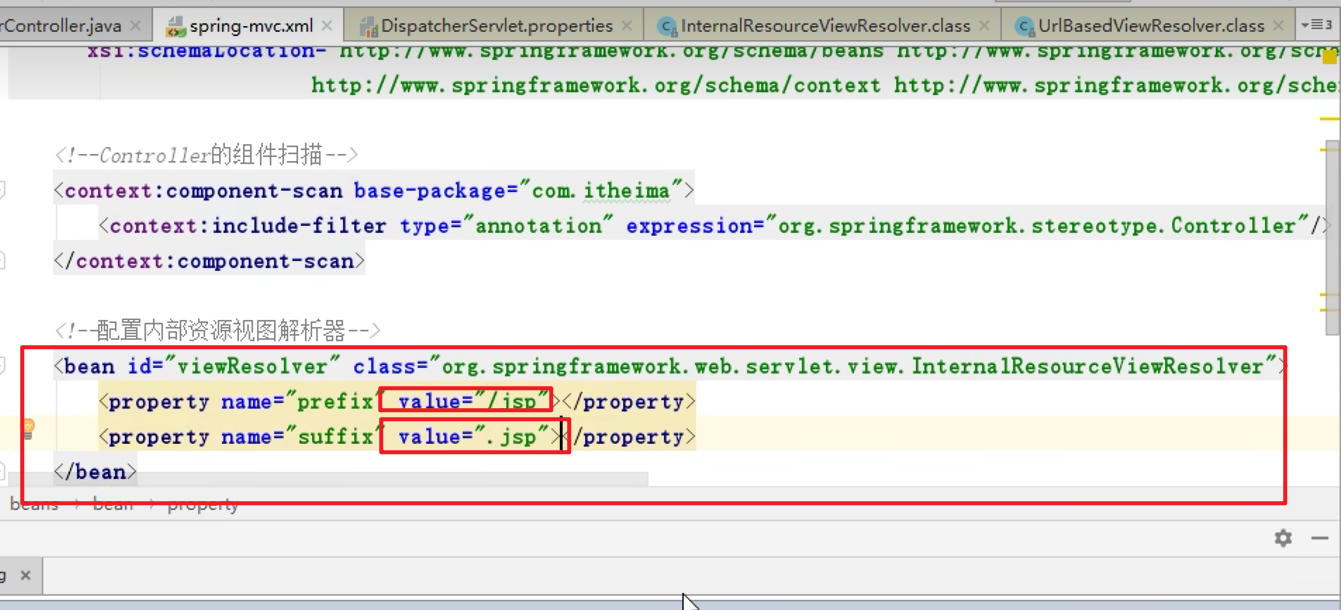 rController.java × spring-mvc.xml × DispatcherServlet.properties × InternalResourceViewResolver.class × UrlBasedViewResolver.class × 3
xsi:schemaLocation="http://www.springframework.org/schema/beans http://www.springframework.org/sche
http://www.springframework.org/schema/context http://www.springframework.org/sche
<!--Controller的组件扫描-->
<context:component-scan base-package="com.itheima">
<context:include-filter type="annotation" expression="org.springframework.stereotype.Controller"/>
</context:component-scan>
<!--配置内部资源视图解析器-->
<bean id="viewResolver" class="org.springframework.web.servlet.view.InternalResourceViewResolver">
<property name="prefix" value="/jsp"></property>
<property name="suffix" value=".jsp"></property>
</bean>
beans > bean > property
g ×